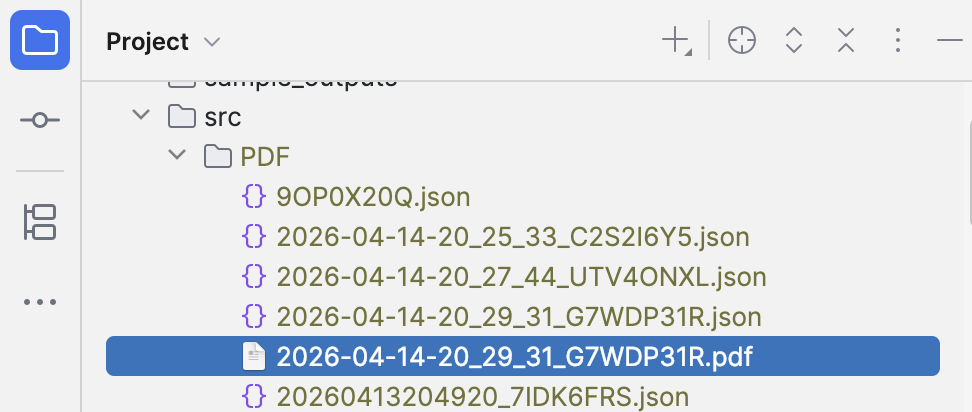 Project
sample_outputs
src
PDF
9OP0X20Q.json
2026-04-14-20_25_33_C2S2I6Y5.json
2026-04-14-20_27_44_UTV4ONXL.json
2026-04-14-20_29_31_G7WDP31R.json
2026-04-14-20_29_31_G7WDP31R.pdf
20260413204920_7IDK6FRS.json